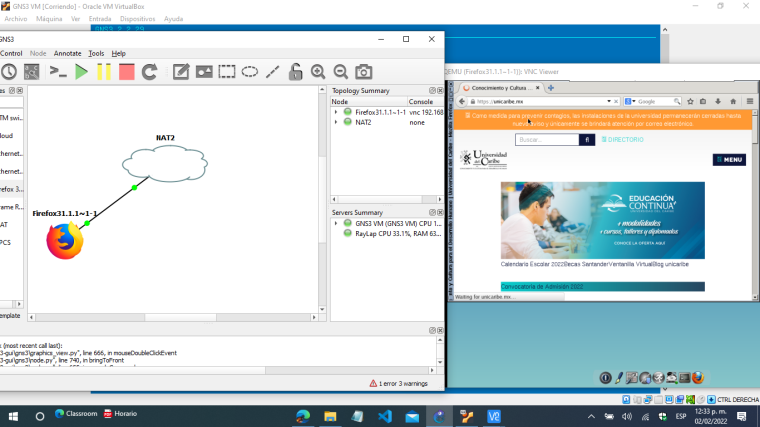 GNS3 VM [Corriendo] - Oracle VM VirtualBox
Archivo Máquina Ver Entrada Dispositivos Ayuda
GNS3
Control Node Annotate Tools Help
Topology Summary
Node Console
Firefox31.1.1~1-1 vnc 192.168
NAT2 none
NAT2
Firefox31.1.1~1-1
Servers Summary
GNS3 VM (GNS3 VM) CPU 1...
RayLap CPU 33.1%, RAM 63...
TM swi...
loud
thernet...
thernet...
refox 3...
rame R...
AT
PCS
emplate
(most recent call last):
3-gui\gns3\graphics_view.py", line 666, in mouseDoubleClickEvent
3-gui\gns3\node.py", line 740, in bringToFront
1 error 3 warnings
QEMU (Firefox31.1.1~1-1): VNC Viewer
Conocimiento y Cultura ...
https://unicaribe.mx
Google
Como medida para prevenir contagios, las instalaciones de la universidad permanecerán cerradas hasta
nuevo aviso y únicamente se brindará atención por correo electrónico.
Buscar...
DIRECTORIO
Universidad
del Caribe
MENU
EDUCACIÓN
CONTINUA
+ modalidades
+ cursos, talleres y diplomados
CONOCE LA OFERTA AQUÍ
Calendario Escolar 2022Becas SantanderVentanilla VirtualBlog unicaribe
Convocatoria de Admisión 2022
Waiting for unicaribe.mx...
CTRL DERECHA
Classroom
Horario
ESP
12:33 p. m.
02/02/2022